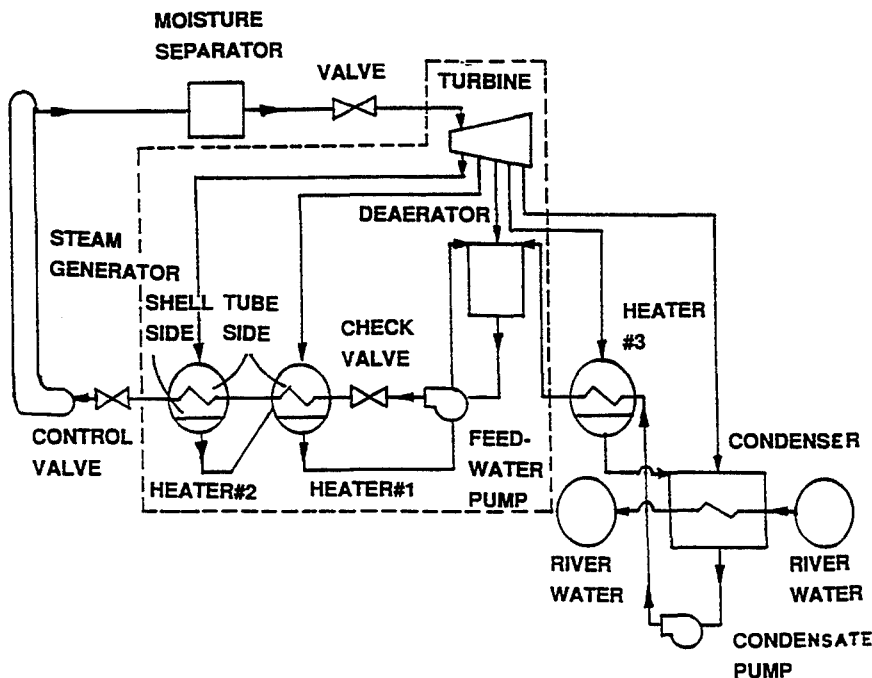 MOISTURE
SEPARATOR
VALVE
TURBINE
DEAERATOR
STEAM
GENERATOR
SHELL TUBE
SIDE SIDE
CHECK
VALVE
HEATER
#3
CONTROL
VALVE
HEATER#2
HEATER#1
FEED-
WATER
PUMP
CONDENSER
RIVER
WATER
RIVER
WATER
CONDENSATE
PUMP